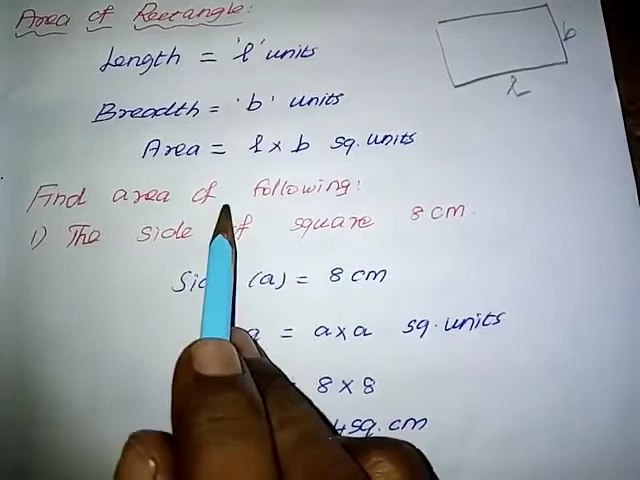 Area of Rectangle:
Length = 'l' units
b
l
Breadth = 'b' units
Area = l × b sq. units
Find area of following:
1) The side of square 8 cm.
(a) = 8 cm
= a × a sq. units
8 × 8
sq. cm